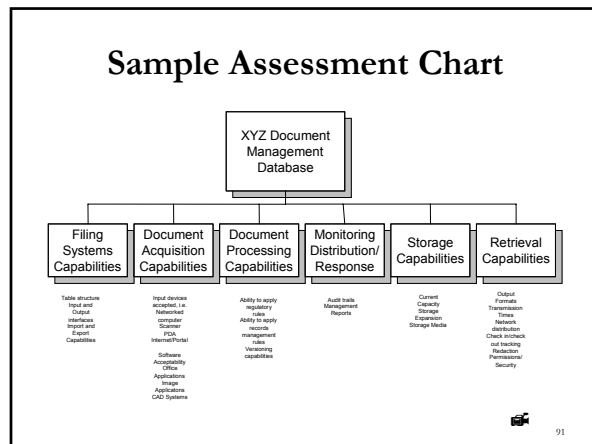 Sample Assessment Chart
XYZ Document
Management
Database
Filing
Systems
Capabilities
Document
Acquisition
Capabilities
Document
Processing
Capabilities
Monitoring
Distribution/
Response
Storage
Capabilities
Retrieval
Capabilities
Table structure
Input and
Output
interfaces
Import and
Export
Capabilities
Input devices
accepted, i.e.
Networked
computer
Scanner
PDA
Internet/Portal
Software
Acceptability
Office
Applications
Image
Applicatons
CAD Systems
Ability to apply
regulatory
rules
Ability to apply
records
management
rules
Versioning
capabilities
Audit trails
Management
Reports
Current
Capacity
Storage
Expansion
Storage Media
Output
Formats
Transmission
Times
Network
distribution
Check in/check
out tracking
Redaction
Permissions/
Security
91